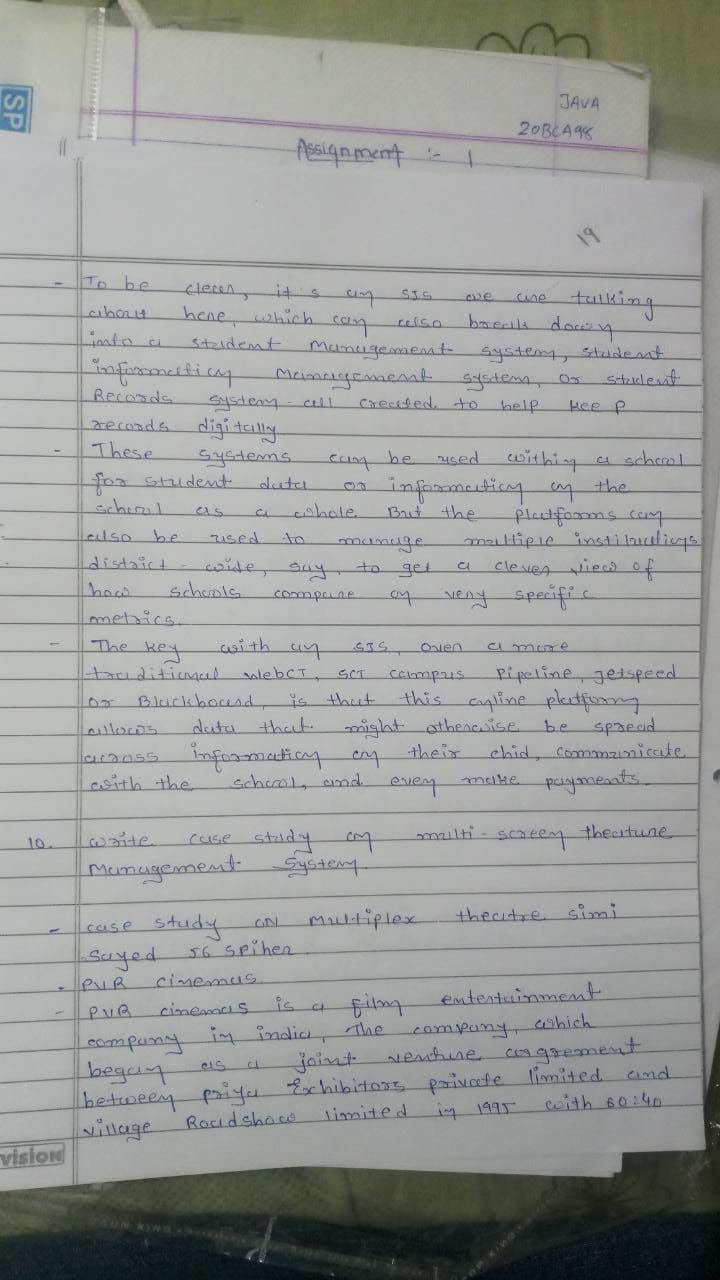 SP
JAVA
20BCA98
Assignment :- 1
19
- To be clear, it's an SIS we are talking
about here, which can also break down
into a student Management system, student
information Management system, or student
Records system - all created to help keep
records digitally
- These systems can be used within a school
for student data or information on the
school as a whole. But the platforms can
also be used to manage multiple institutions
district - wide, say, to get a clever view of
how schools compare on very specific
metrics.
- The key with an SIS, over a more
traditional WebCT, SCT campus Pipeline, jetspeed
or Blackboard, is that this online platform
allows data that might otherwise be spread
across information on their chid, communicate
with the school, and even make payments.
10. write case study on multi-screen theature
Management System.
- case study ON Multiplex theatre simi
Sayed 56 Spiher
- PVR cinemas
- PVR cinemas is a film entertainment
company in india, The company, which
began as a joint venture aagrement
between priya Exhibitors private limited and
village Roadshow limited in 1995 with 60:40
vision
SUN KING